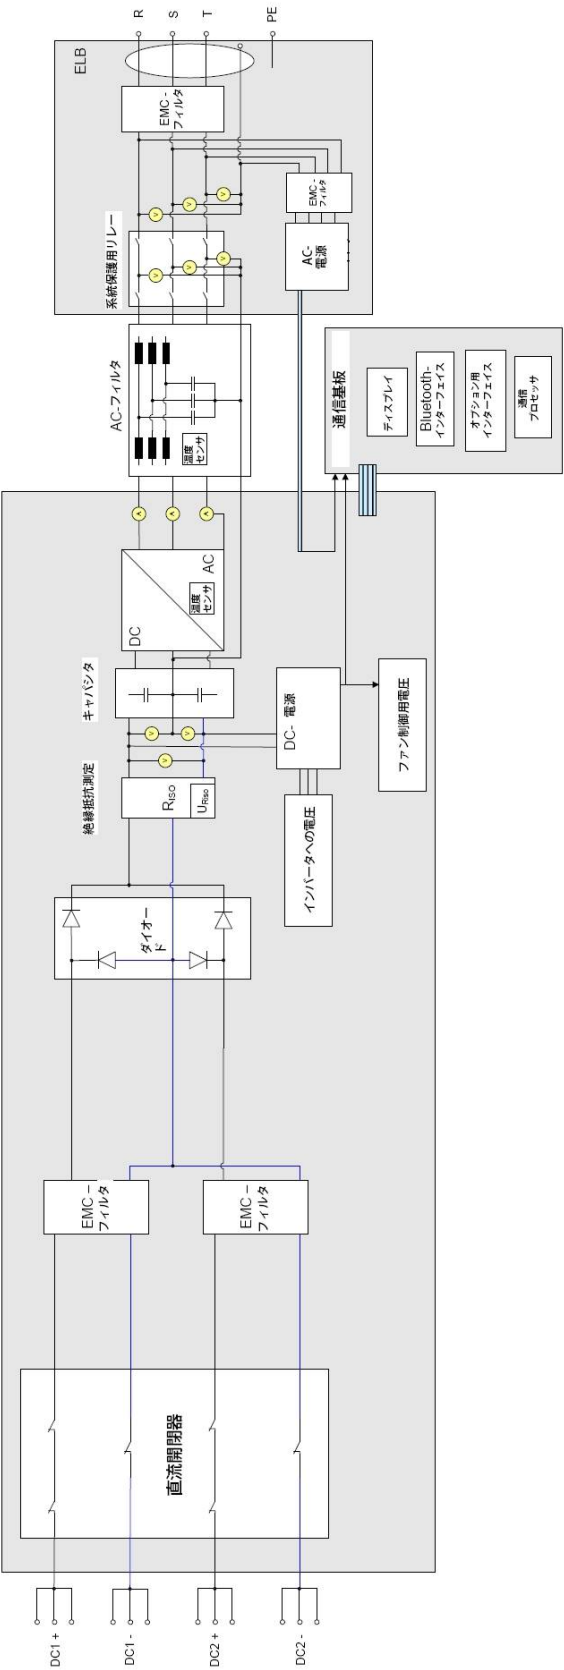 DC1 +
DC1 -
DC2 +
DC2 -
直流開閉器
EMC –
フィルタ
EMC –
フィルタ
ダイオー
ド
絶縁抵抗測定
RISO
URiso
V
V
V
キャパシタ
DC
AC
温度
センサ
A
A
A
DC- 電源
インバータへの電圧
ファン制御用電圧
AC-フィルタ
温度
センサ
系統保護用リレー
V
V
V
V
V
V
EMC -
フィルタ
ELB
R
S
T
PE
AC-
電源
EMC -
フィルタ
通信基板
ディスプレイ
Bluetooth-
インターフェイス
オプション用
インターフェイス
通信
プロセッサ